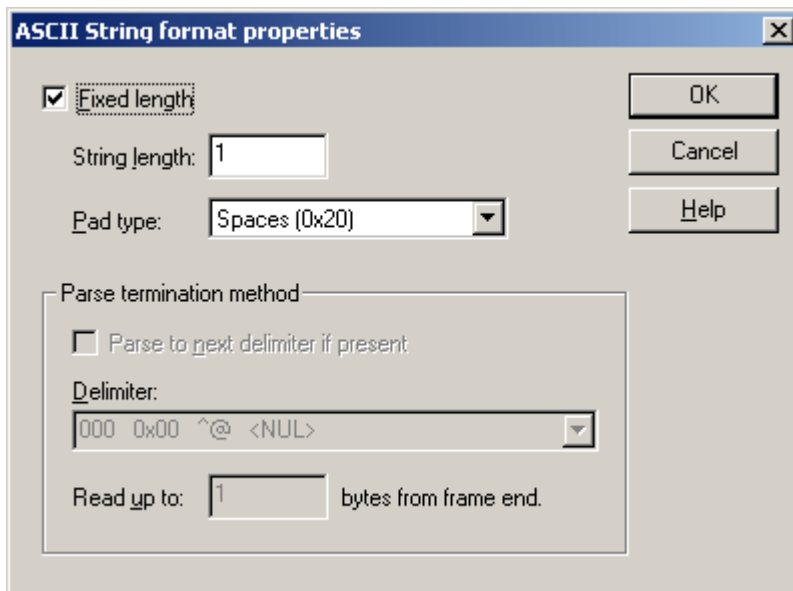 ASCII String format properties
Fixed length
OK
String length: 1
Cancel
Pad type: Spaces (0x20)
Help
Parse termination method
Parse to next delimiter if present
Delimiter:
000 0x00 ^@ <NUL>
Read up to: 1 bytes from frame end.